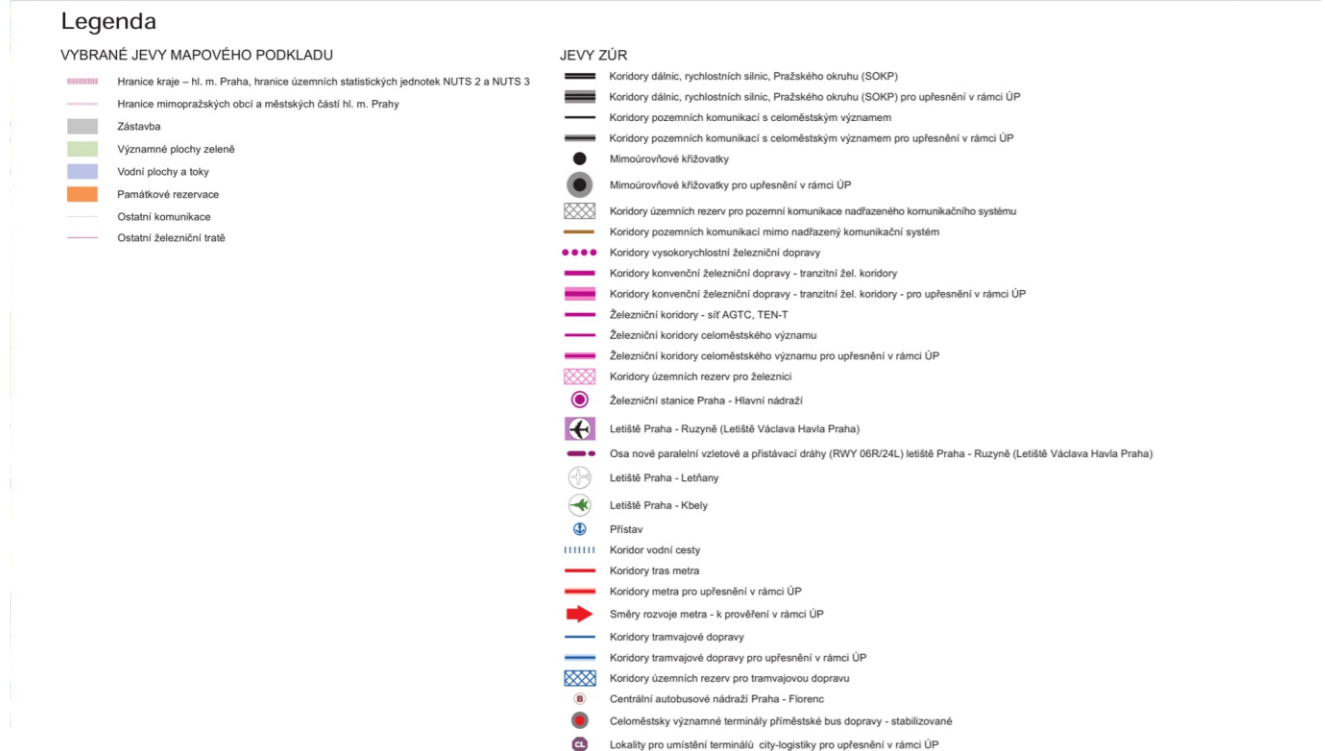 Legenda
VYBRANÉ JEVY MAPOVÉHO PODKLADU
Hranice kraje – hl. m. Praha, hranice územních statistických jednotek NUTS 2 a NUTS 3
Hranice mimopražských obcí a městských částí hl. m. Prahy
Zástavba
Významné plochy zeleně
Vodní plochy a toky
Památkové rezervace
Ostatní komunikace
Ostatní železniční tratě
JEVY ZÚR
Koridory dálnic, rychlostních silnic, Pražského okruhu (SOKP)
Koridory dálnic, rychlostních silnic, Pražského okruhu (SOKP) pro upřesnění v rámci ÚP
Koridory pozemních komunikací s celoměstským významem
Koridory pozemních komunikací s celoměstským významem pro upřesnění v rámci ÚP
Mimoúrovňové křižovatky
Mimoúrovňové křižovatky pro upřesnění v rámci ÚP
Koridory územních rezerv pro pozemní komunikace nadřazeného komunikačního systému
Koridory pozemních komunikací mimo nadřazený komunikační systém
Koridory vysokorychlostní železniční dopravy
Koridory konvenční železniční dopravy - tranzitní žel. koridory
Koridory konvenční železniční dopravy - tranzitní žel. koridory - pro upřesnění v rámci ÚP
Železniční koridory - síť AGTC, TEN-T
Železniční koridory celoměstského významu
Železniční koridory celoměstského významu pro upřesnění v rámci ÚP
Koridory územních rezerv pro železnici
Železniční stanice Praha - Hlavní nádraží
Letiště Praha - Ruzyně (Letiště Václava Havla Praha)
Osa nové paralelní vzletové a přistávací dráhy (RWY 06R/24L) letiště Praha - Ruzyně (Letiště Václava Havla Praha)
Letiště Praha - Letňany
Letiště Praha - Kbely
Přístav
Koridor vodní cesty
Koridory tras metra
Koridory metra pro upřesnění v rámci ÚP
Směry rozvoje metra - k prověření v rámci ÚP
Koridory tramvajové dopravy
Koridory tramvajové dopravy pro upřesnění v rámci ÚP
Koridory územních rezerv pro tramvajovou dopravu
B Centrální autobusové nádraží Praha - Florenc
Celoměstsky významné terminály příměstské bus dopravy - stabilizované
CL Lokality pro umístění terminálů city-logistiky pro upřesnění v rámci ÚP